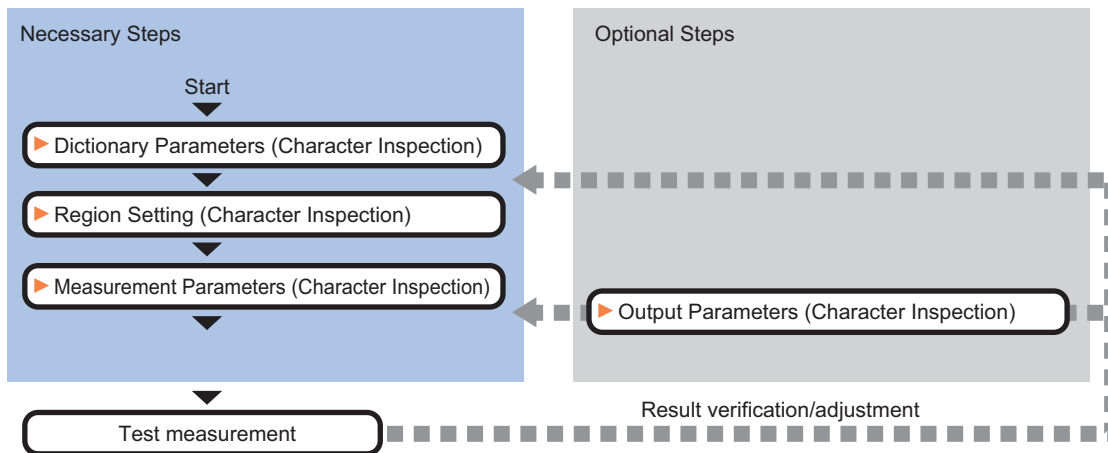 Necessary Steps
Optional Steps
Start
Dictionary Parameters (Character Inspection)
Region Setting (Character Inspection)
Measurement Parameters (Character Inspection)
Output Parameters (Character Inspection)
Result verification/adjustment
Test measurement